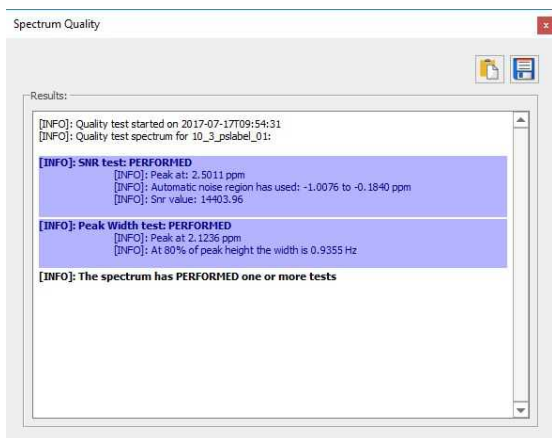 Spectrum Quality
x
Results:
[INFO]: Quality test started on 2017-07-17T09:54:31
[INFO]: Quality test spectrum for 10_3_pslabel_01:
[INFO]: SNR test: PERFORMED
[INFO]: Peak at: 2.5011 ppm
[INFO]: Automatic noise region has used: -1.0076 to -0.1840 ppm
[INFO]: Snr value: 14403.96
[INFO]: Peak Width test: PERFORMED
[INFO]: Peak at 2.1236 ppm
[INFO]: At 80% of peak height the width is 0.9355 Hz
[INFO]: The spectrum has PERFORMED one or more tests